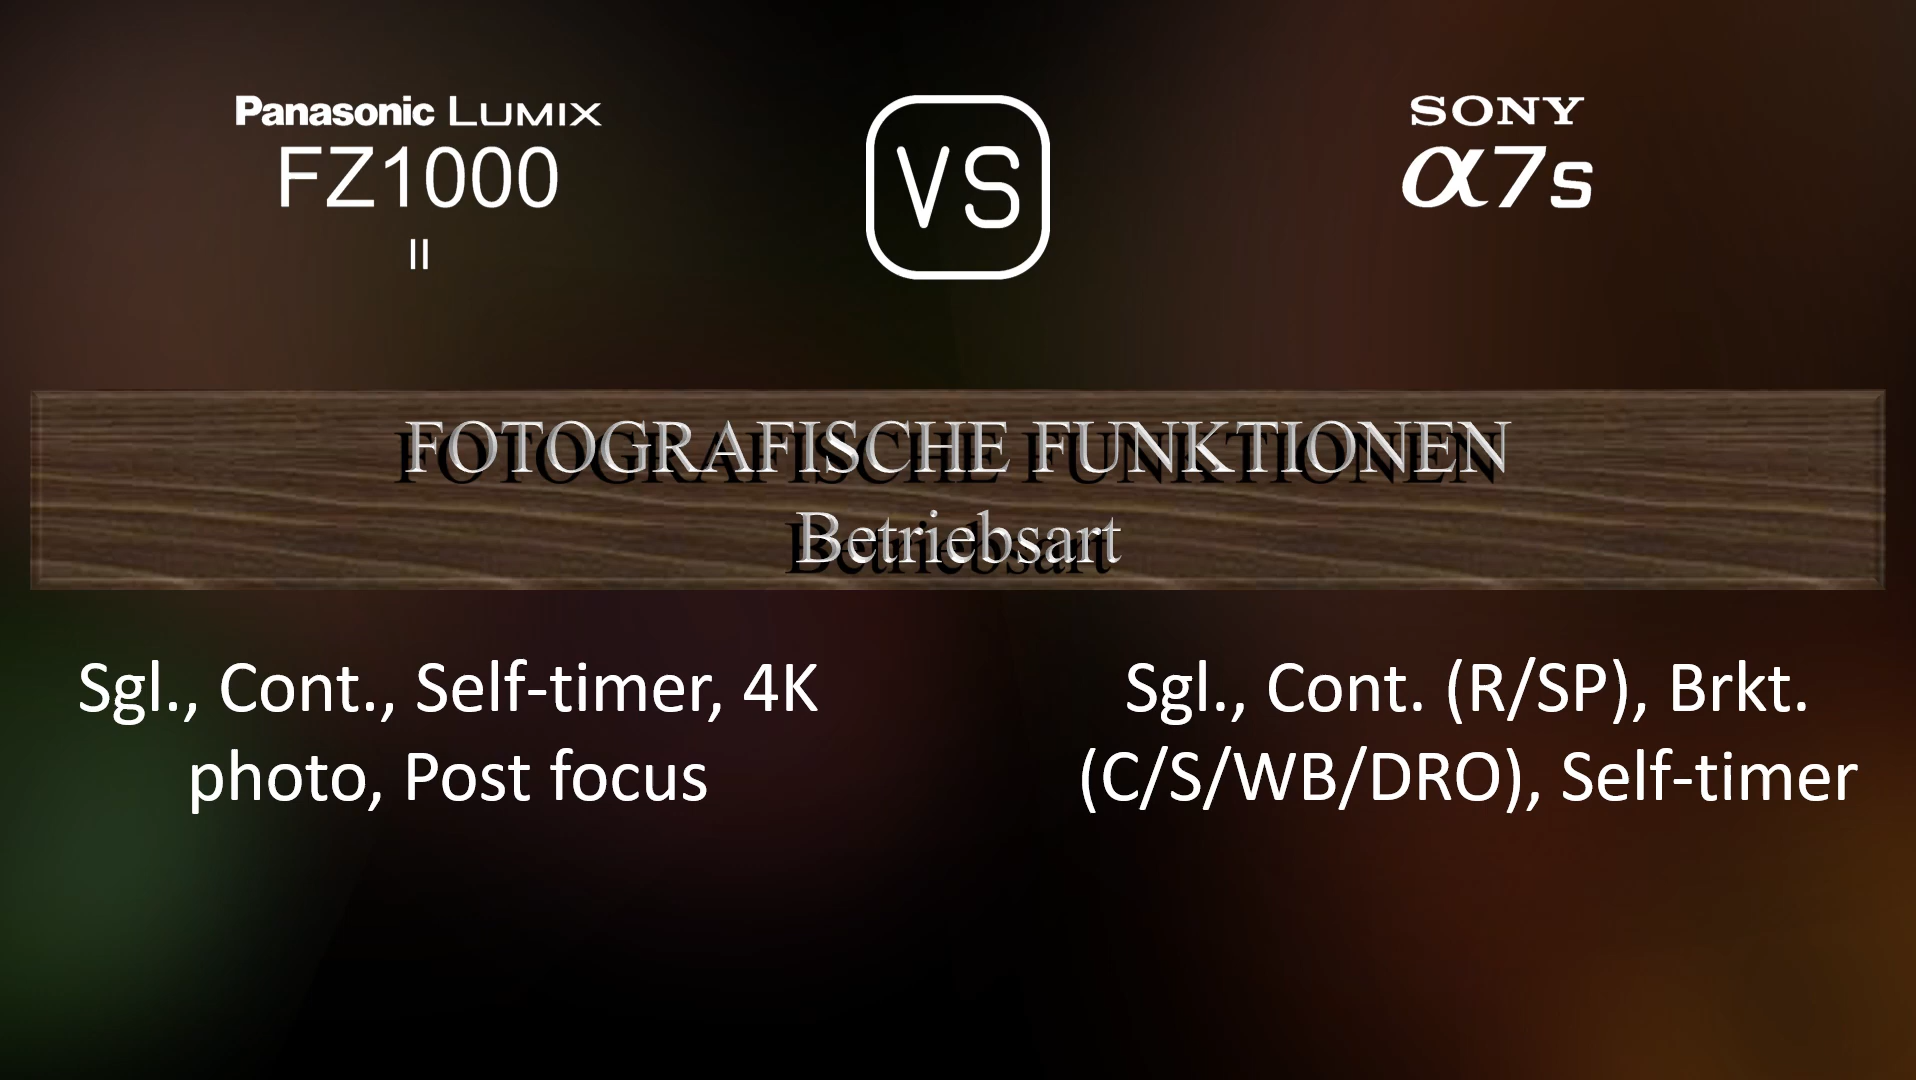 Panasonic LUMIX
FZ1000
II
VS
SONY
α7s
FOTOGRAFISCHE FUNKTIONEN
Betriebsart
Sgl., Cont., Self-timer, 4K
photo, Post focus
Sgl., Cont. (R/SP), Brkt.
(C/S/WB/DRO), Self-timer